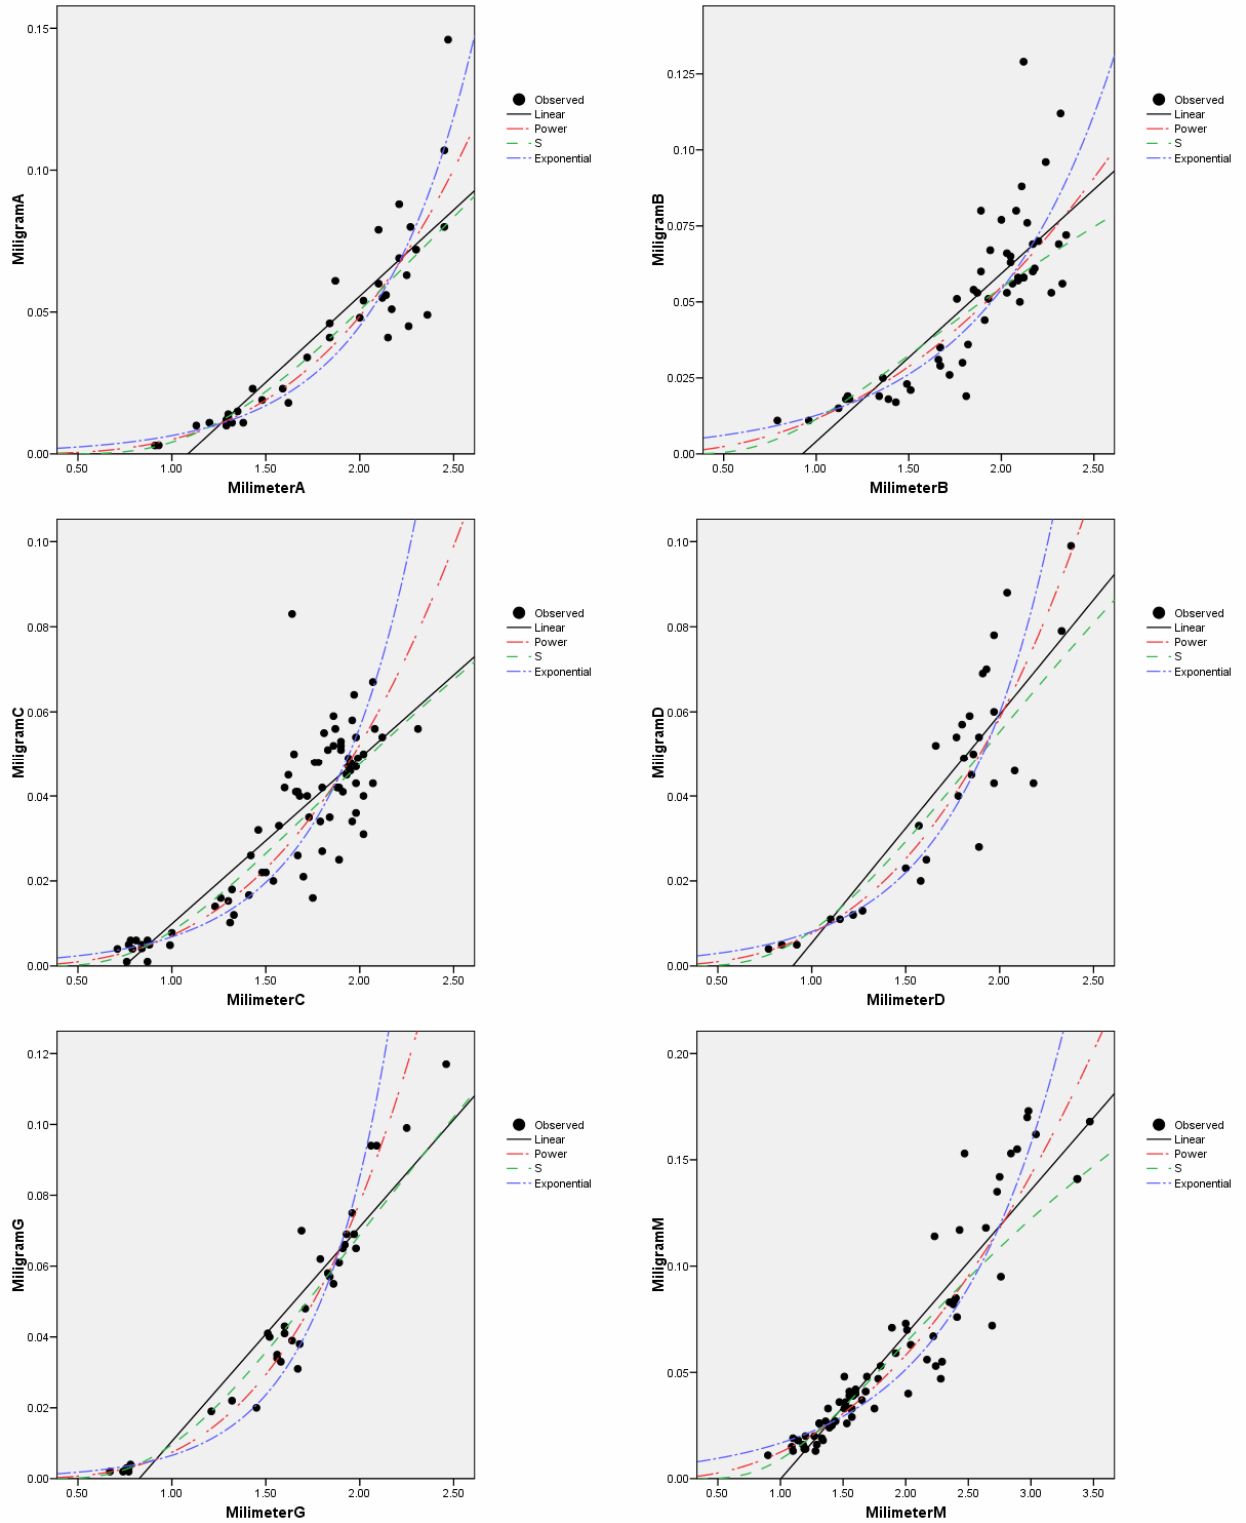 0.15
0.10
0.05
0.00
MiligramA
0.50 1.00 1.50 2.00 2.50
MilimeterA
Observed
Linear
Power
S
Exponential
0.125
0.10
0.075
0.05
0.025
0.00
MiligramB
0.50 1.00 1.50 2.00 2.50
MilimeterB
Observed
Linear
Power
S
Exponential
0.10
0.08
0.06
0.04
0.02
0.00
MiligramC
0.50 1.00 1.50 2.00 2.50
MilimeterC
Observed
Linear
Power
S
Exponential
0.10
0.08
0.06
0.04
0.02
0.00
MiligramD
0.50 1.00 1.50 2.00 2.50
MilimeterD
Observed
Linear
Power
S
Exponential
0.12
0.10
0.08
0.06
0.04
0.02
0.00
MiligramG
0.50 1.00 1.50 2.00 2.50
MilimeterG
Observed
Linear
Power
S
Exponential
0.20
0.15
0.10
0.05
0.00
MiligramM
0.50 1.00 1.50 2.00 2.50 3.00 3.50
MilimeterM
Observed
Linear
Power
S
Exponential